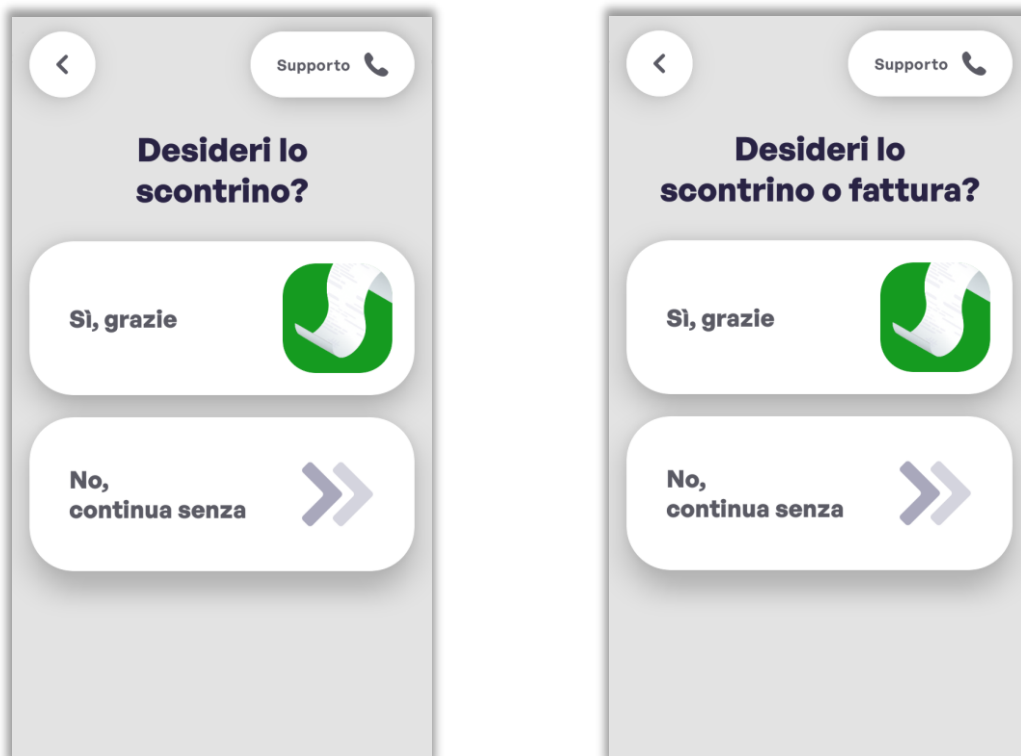 Supporto
Desideri lo
scontrino?
Sì, grazie
No,
continua senza
Supporto
Desideri lo
scontrino o fattura?
Sì, grazie
No,
continua senza